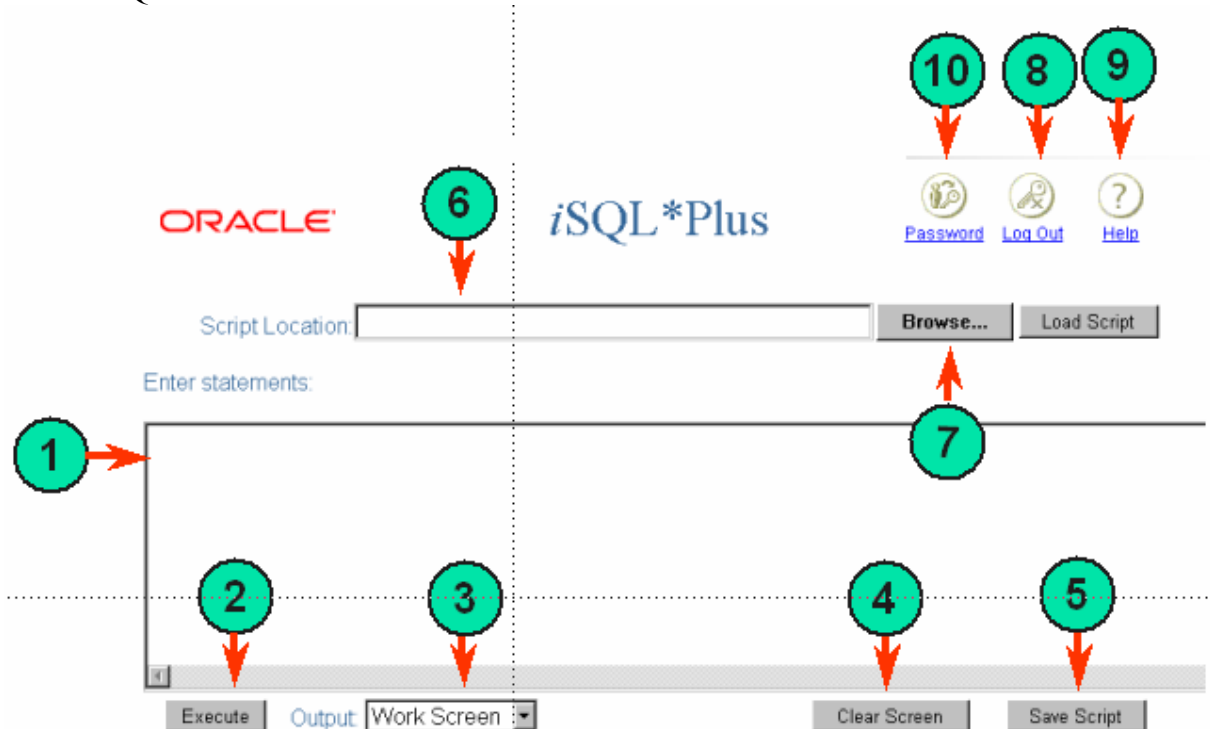 Q
10 8 9
6
ORACLE
iSQL*Plus
?
Password Log Out Help
Script Location: Browse... Load Script
Enter statements:
7
1
2 3 4 5
Execute Output: Work Screen Clear Screen Save Script